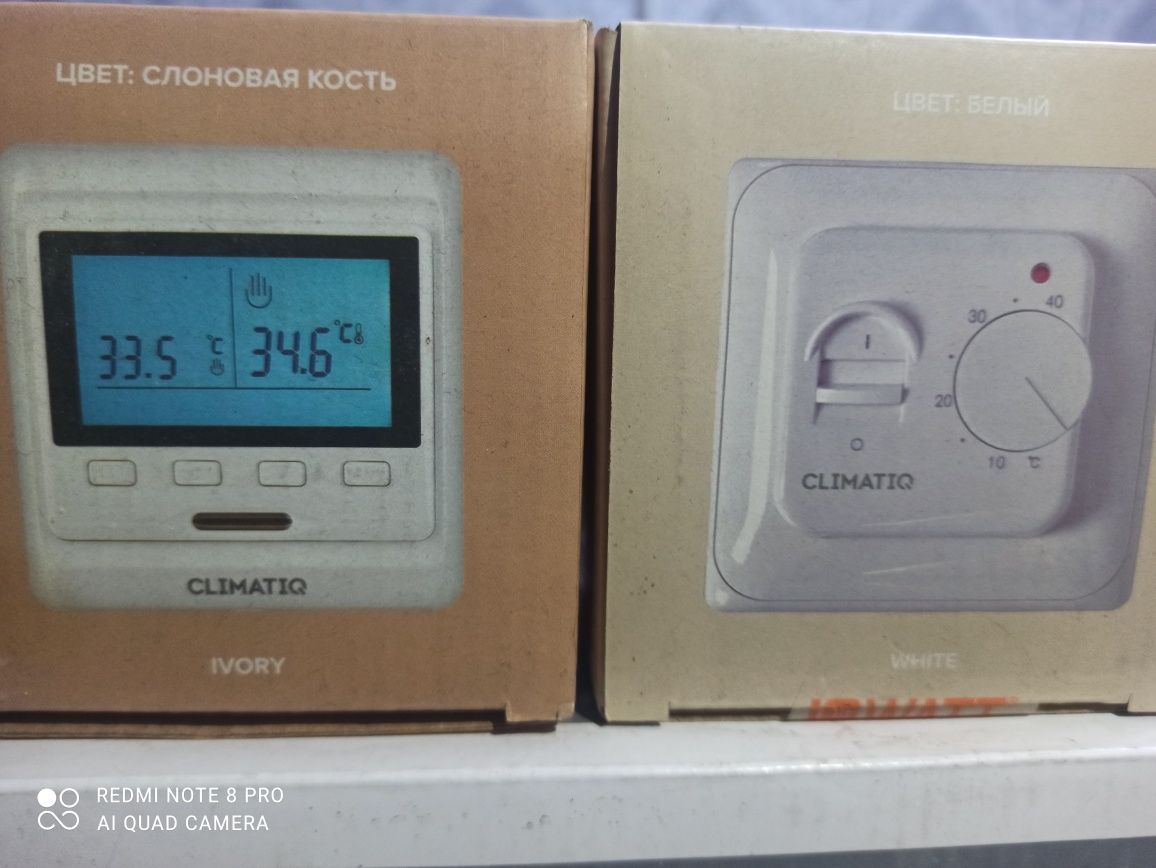 ЦВЕТ: СЛОНОВАЯ КОСТЬ
33.5 °C
34.6 °C
CLIMATIQ
IVORY
ЦВЕТ: БЕЛЫЙ
40
30
20
10 °C
I
O
CLIMATIQ
WHITE
IQWATT
REDMI NOTE 8 PRO
AI QUAD CAMERA